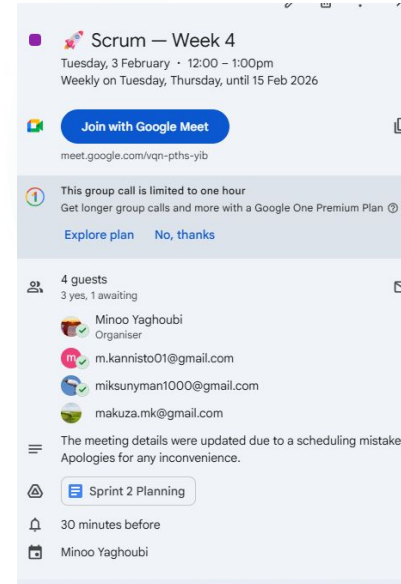 🚀 Scrum — Week 4
Tuesday, 3 February · 12:00 – 1:00pm
Weekly on Tuesday, Thursday, until 15 Feb 2026
Join with Google Meet
meet.google.com/vqn-pths-yib
1
This group call is limited to one hour
Get longer group calls and more with a Google One Premium Plan
Explore plan No, thanks
4 guests
3 yes, 1 awaiting
Minoo Yaghoubi
Organiser
m
m.kannisto01@gmail.com
miksunyman1000@gmail.com
makuza.mk@gmail.com
The meeting details were updated due to a scheduling mistake
Apologies for any inconvenience.
Sprint 2 Planning
30 minutes before
Minoo Yaghoubi